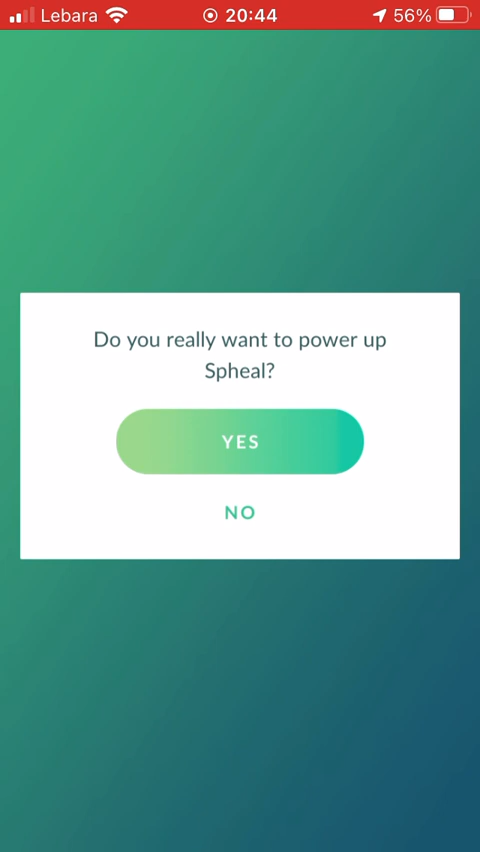 Lebara 20:44 56%
Do you really want to power up
Spheal?
YES
NO